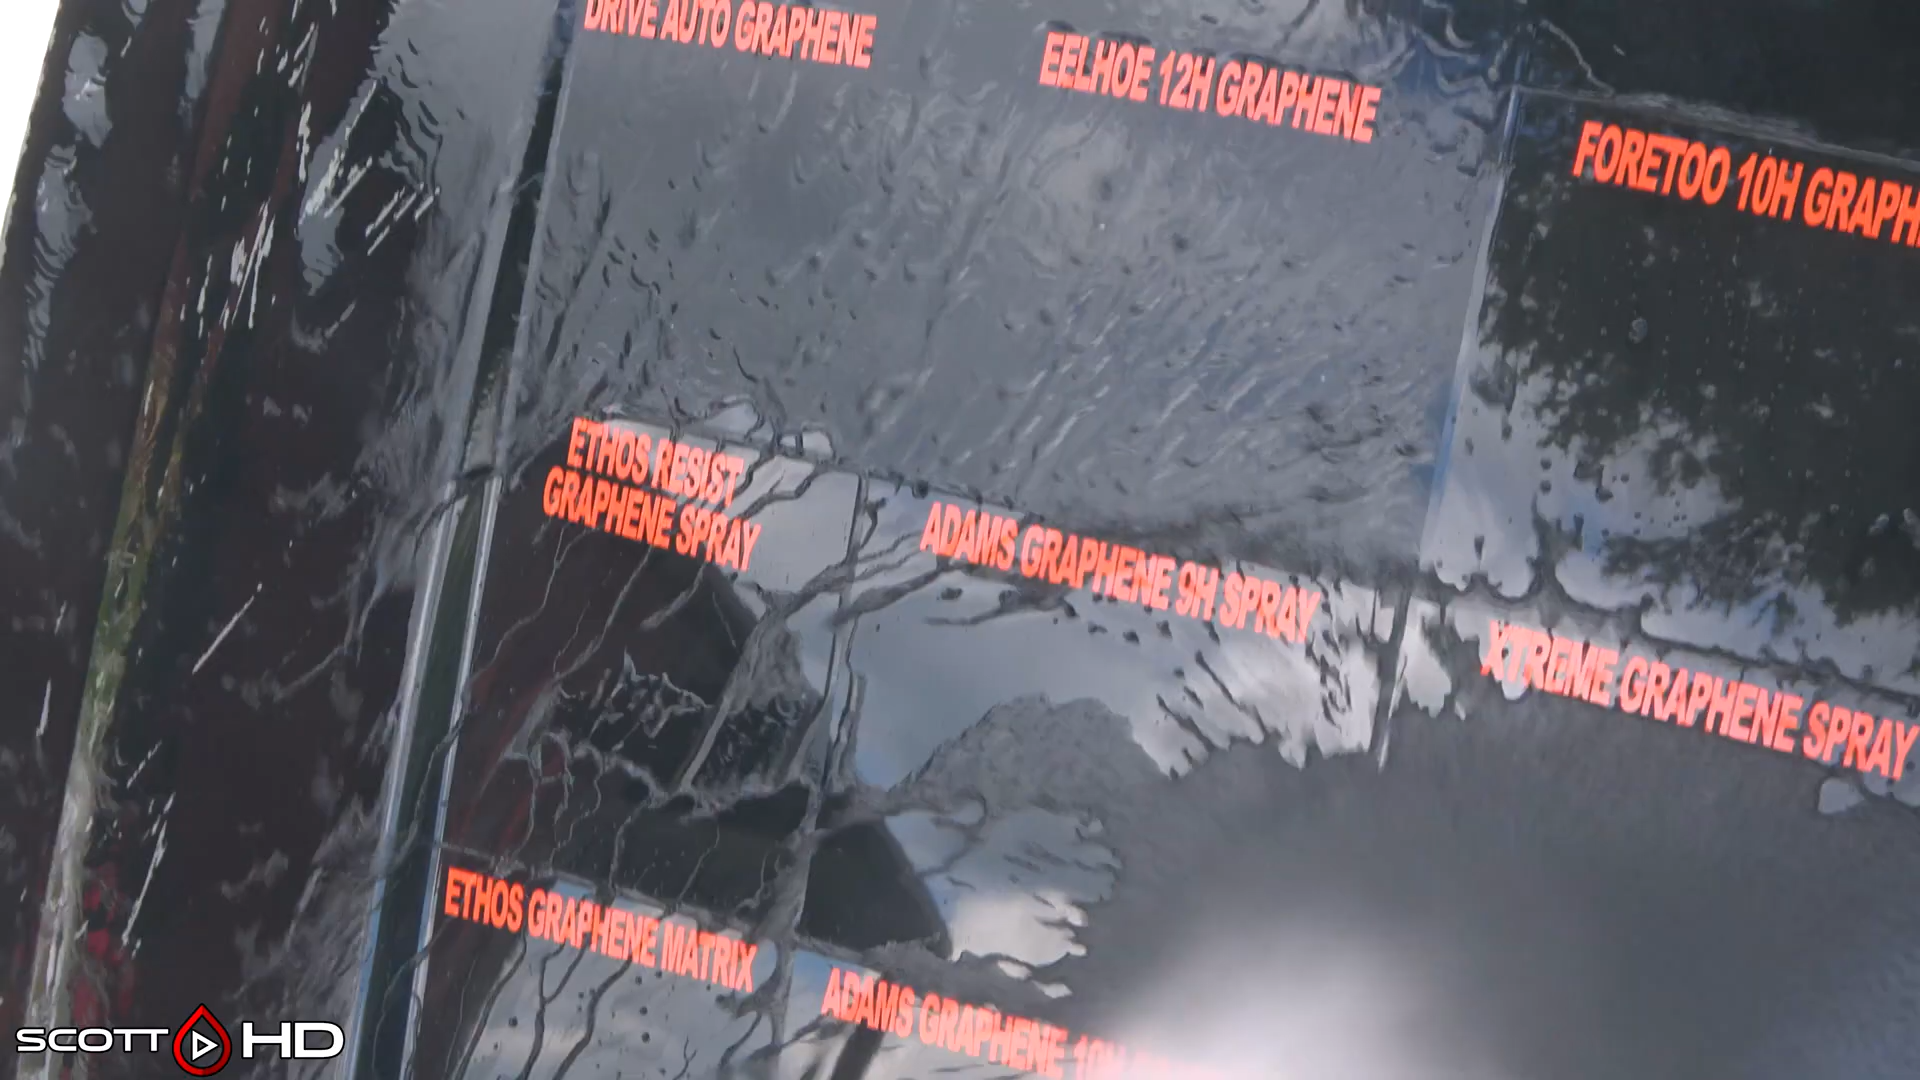 DRIVE AUTO GRAPHENE
EELHOE 12H GRAPHENE
FORETOO 10H
ETHOS RESIST
GRAPHENE SPRAY
ADAMS GRAPHENE 9H SPRAY
XTREME GRAPHENE SPRAY
ETHOS GRAPHENE MATRIX
ADAMS GRAPHENE
SCOTT HD